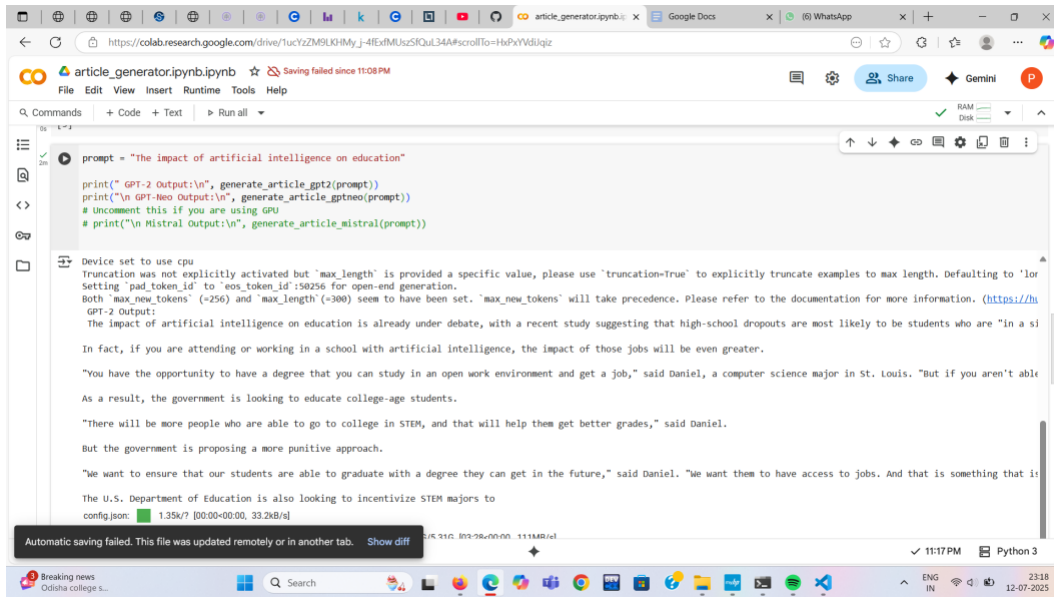 article_generator.ipynb.ip
Google Docs
(6) WhatsApp
https://colab.research.google.com/drive/1ucYzZM9LKHMy_j-4fExfMUszSfQuL34A#scrollTo=HxPxYVdiJqiz
article_generator.ipynb.ipynb
Saving failed since 11:08 PM
File Edit View Insert Runtime Tools Help
Share
Gemini
P
Commands + Code + Text Run all
RAM
Disk
0s
2m
prompt = "The impact of artificial intelligence on education"
print(" GPT-2 Output:\n", generate_article_gpt2(prompt))
print("\n GPT-Neo Output:\n", generate_article_gptneo(prompt))
# Uncomment this if you are using GPU
# print("\n Mistral Output:\n", generate_article_mistral(prompt))
Device set to use cpu
Truncation was not explicitly activated but `max_length` is provided a specific value, please use `truncation=True` to explicitly truncate examples to max length. Defaulting to 'lon
Setting `pad_token_id` to `eos_token_id`:50256 for open-end generation.
Both `max_new_tokens` (=256) and `max_length`(=300) seem to have been set. `max_new_tokens` will take precedence. Please refer to the documentation for more information. (https://hu
GPT-2 Output:
The impact of artificial intelligence on education is already under debate, with a recent study suggesting that high-school dropouts are most likely to be students who are "in a si
In fact, if you are attending or working in a school with artificial intelligence, the impact of those jobs will be even greater.
"You have the opportunity to have a degree that you can study in an open work environment and get a job," said Daniel, a computer science major in St. Louis. "But if you aren't able
As a result, the government is looking to educate college-age students.
"There will be more people who are able to go to college in STEM, and that will help them get better grades," said Daniel.
But the government is proposing a more punitive approach.
"We want to ensure that our students are able to graduate with a degree they can get in the future," said Daniel. "We want them to have access to jobs. And that is something that is
The U.S. Department of Education is also looking to incentivize STEM majors to
config.json: 1.35k/? [00:00<00:00, 33.2kB/s]
Automatic saving failed. This file was updated remotely or in another tab. Show diff
11:17 PM Python 3
3
Breaking news
Odisha college s...
Search
ENG
IN
23:18
12-07-2025